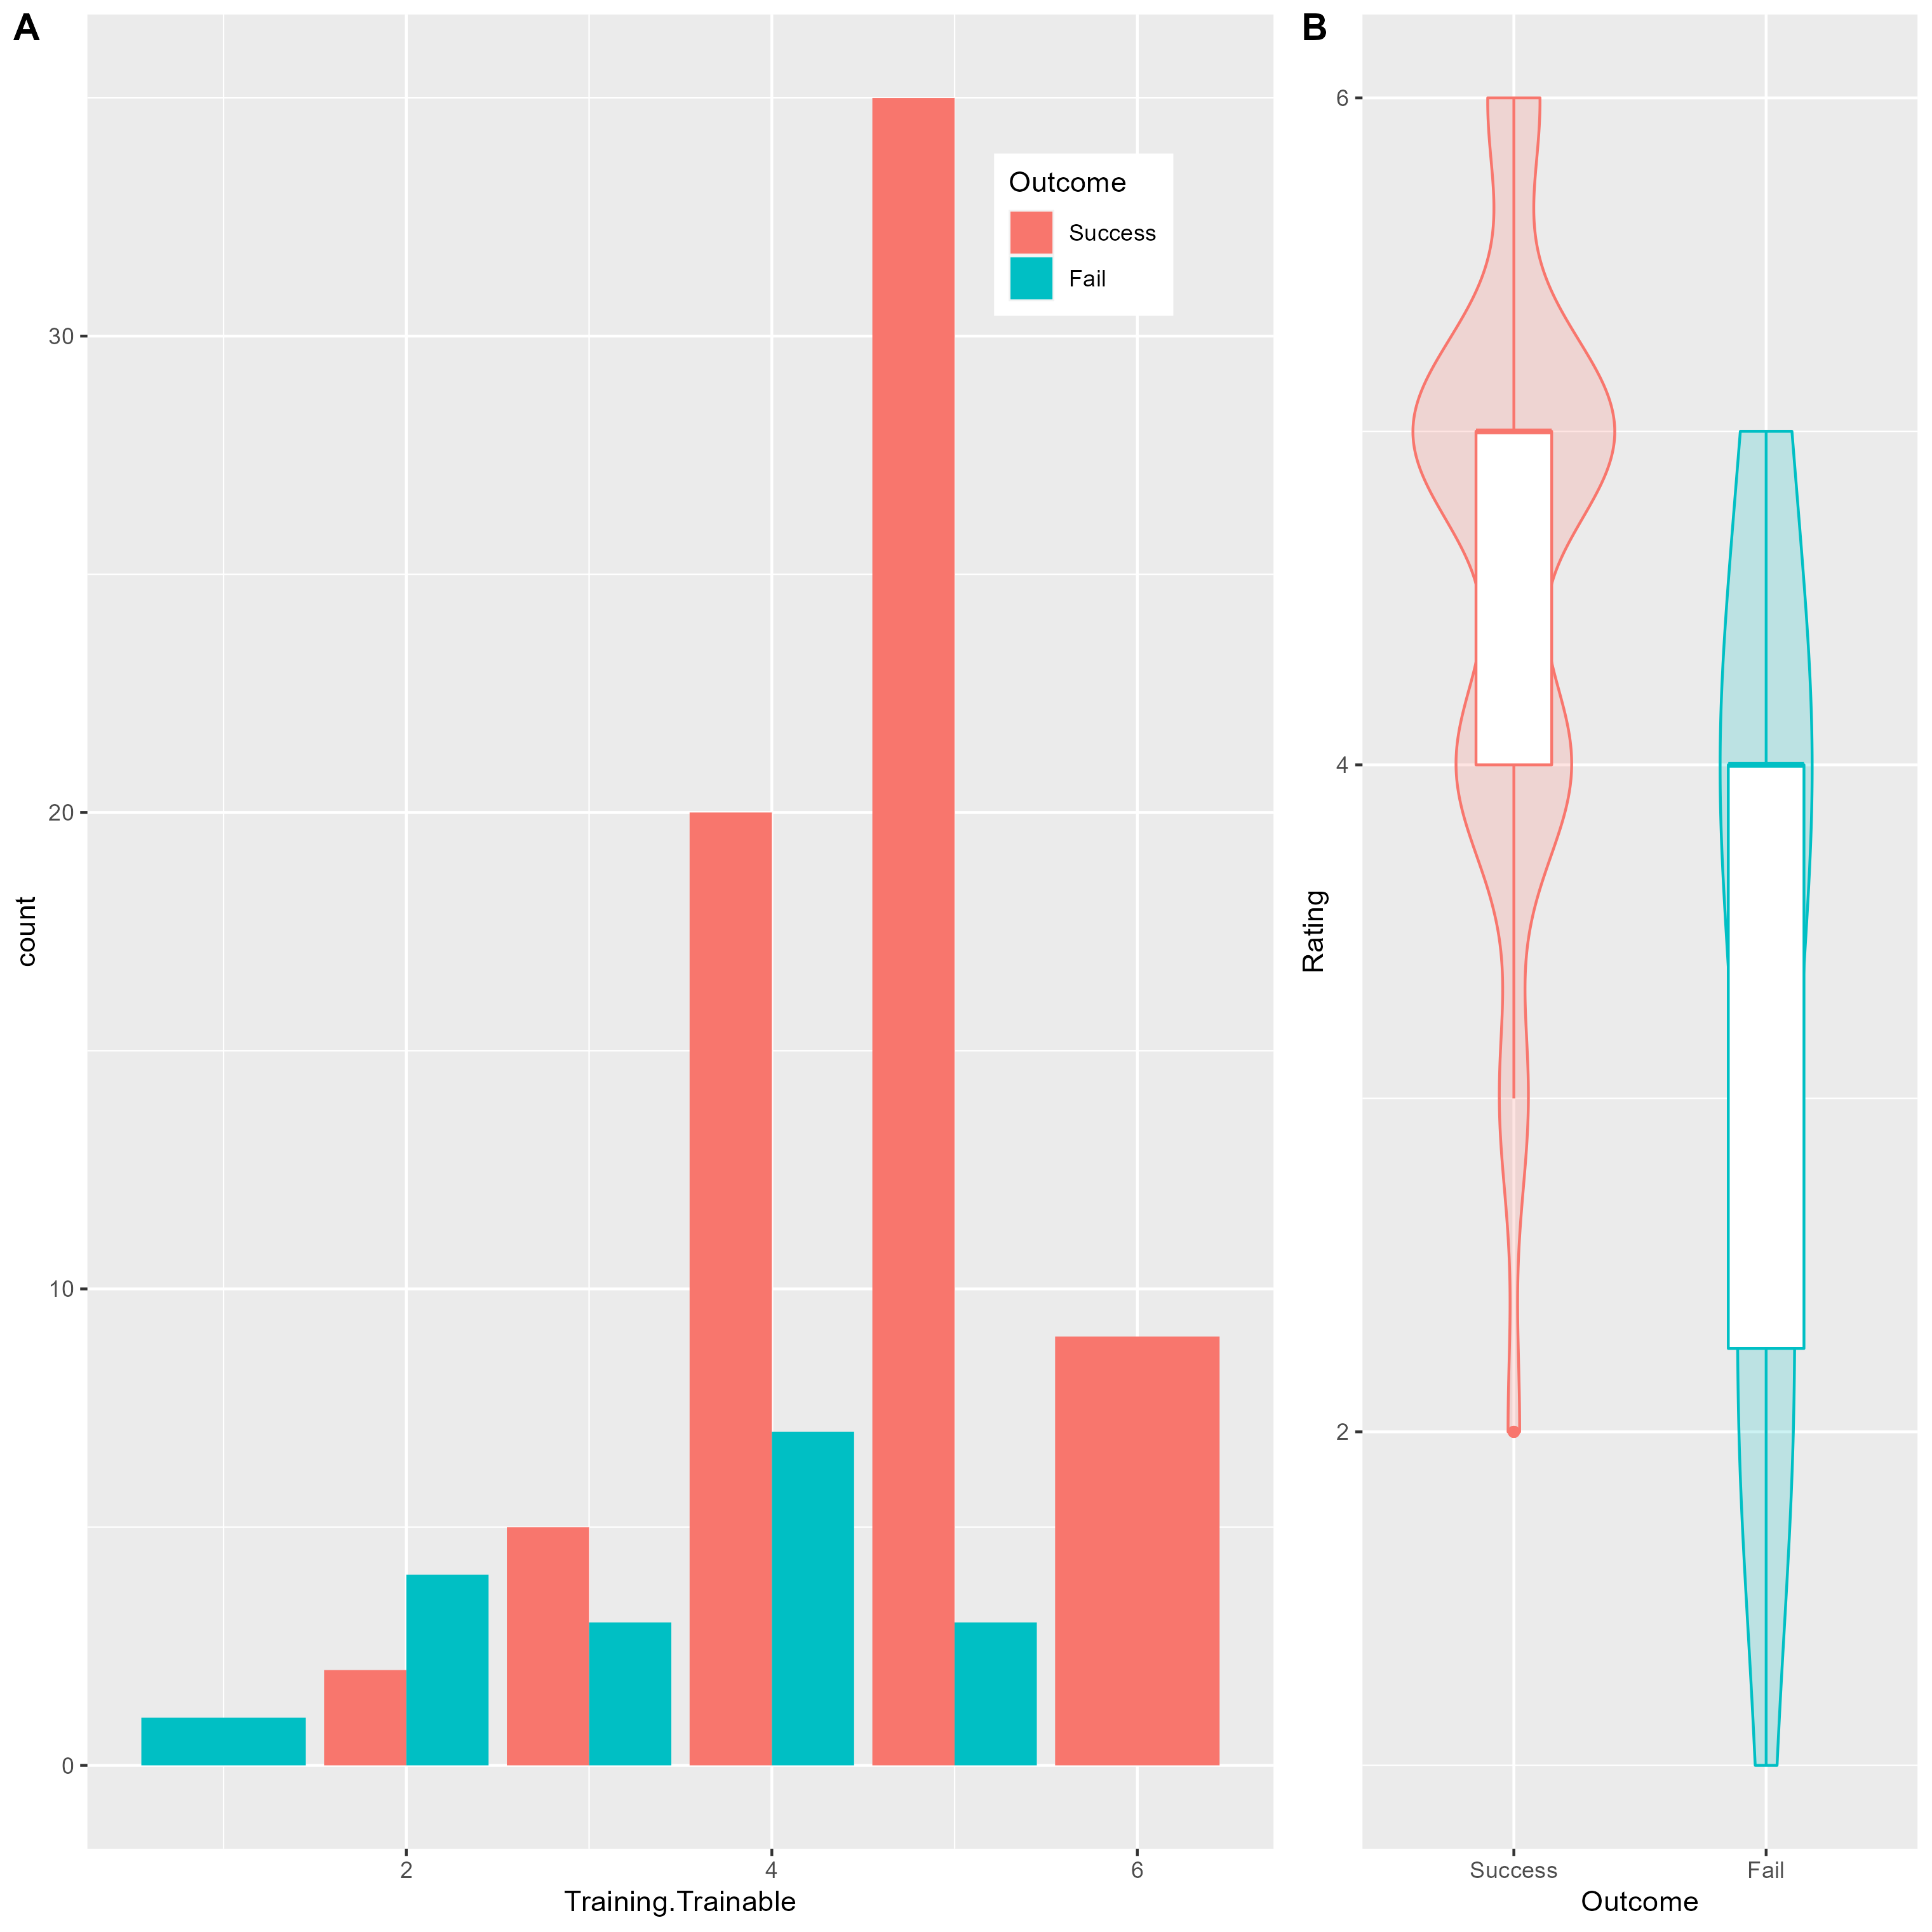 A
count
30
20
10
0
2
4
6
Training.Trainable
Outcome
Success
Fail
B
Rating
6
4
2
Success
Fail
Outcome